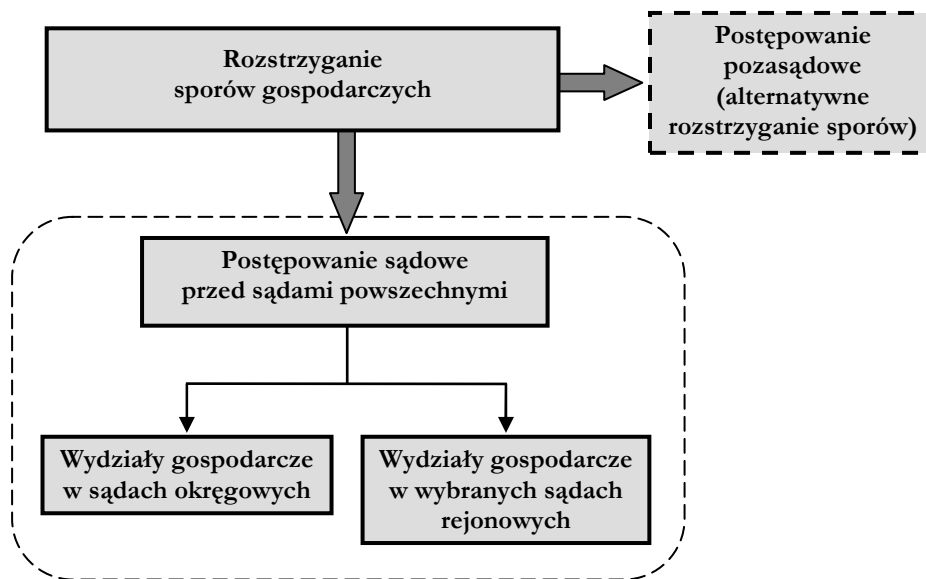 Rozstrzyganie
sporów gospodarczych
Postępowanie
pozasądowe
(alternatywne
rozstrzyganie sporów)
Postępowanie sądowe
przed sądami powszechnymi
Wydziały gospodarcze
w sądach okręgowych
Wydziały gospodarcze
w wybranych sądach
rejonowych